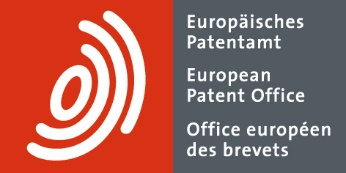 Europäisches
Patentamt
European
Patent Office
Office européen
des brevets